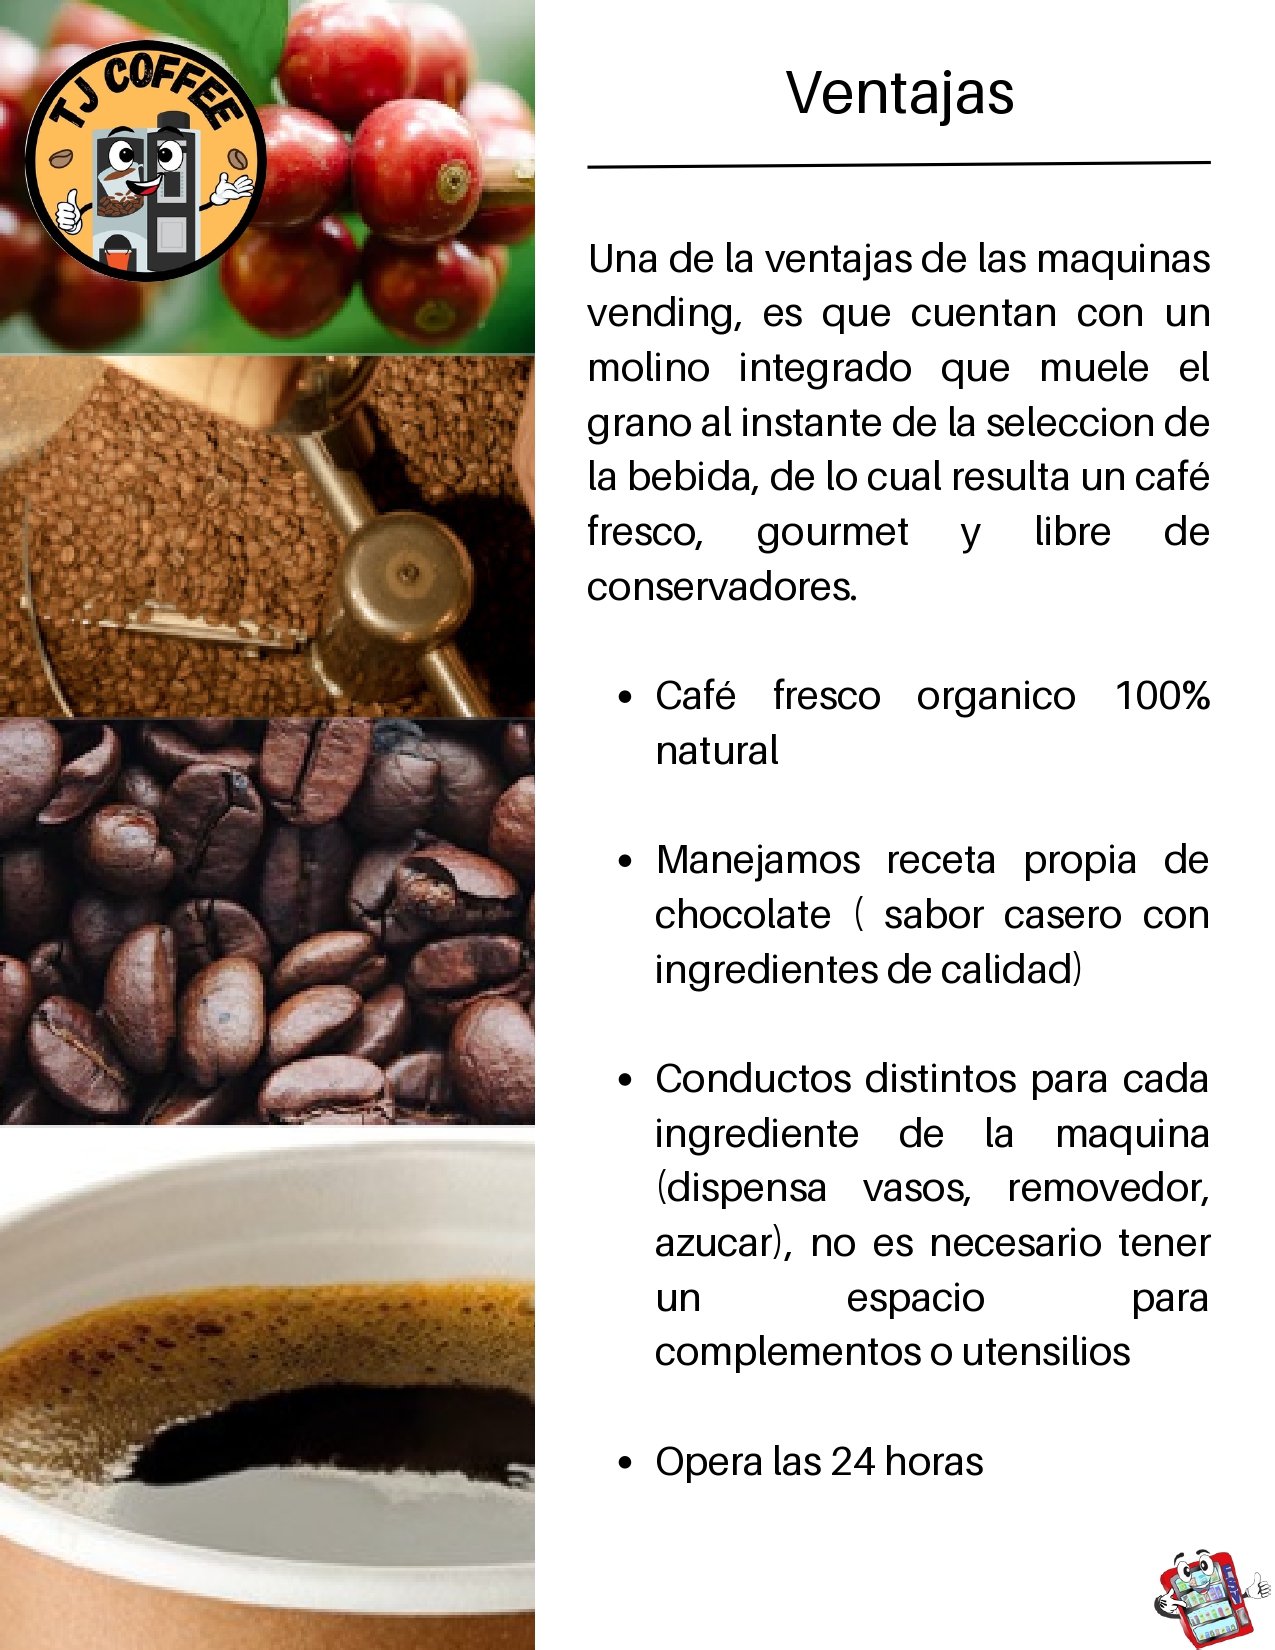 TJ COFFEE
Ventajas
Una de la ventajas de las maquinas
vending, es que cuentan con un
molino integrado que muele el
grano al instante de la seleccion de
la bebida, de lo cual resulta un café
fresco, gourmet y libre de
conservadores.
• Café fresco organico 100%
natural
• Manejamos receta propia de
chocolate ( sabor casero con
ingredientes de calidad)
• Conductos distintos para cada
ingrediente de la maquina
(dispensa vasos, removedor,
azucar), no es necesario tener
un espacio para
complementos o utensilios
• Opera las 24 horas